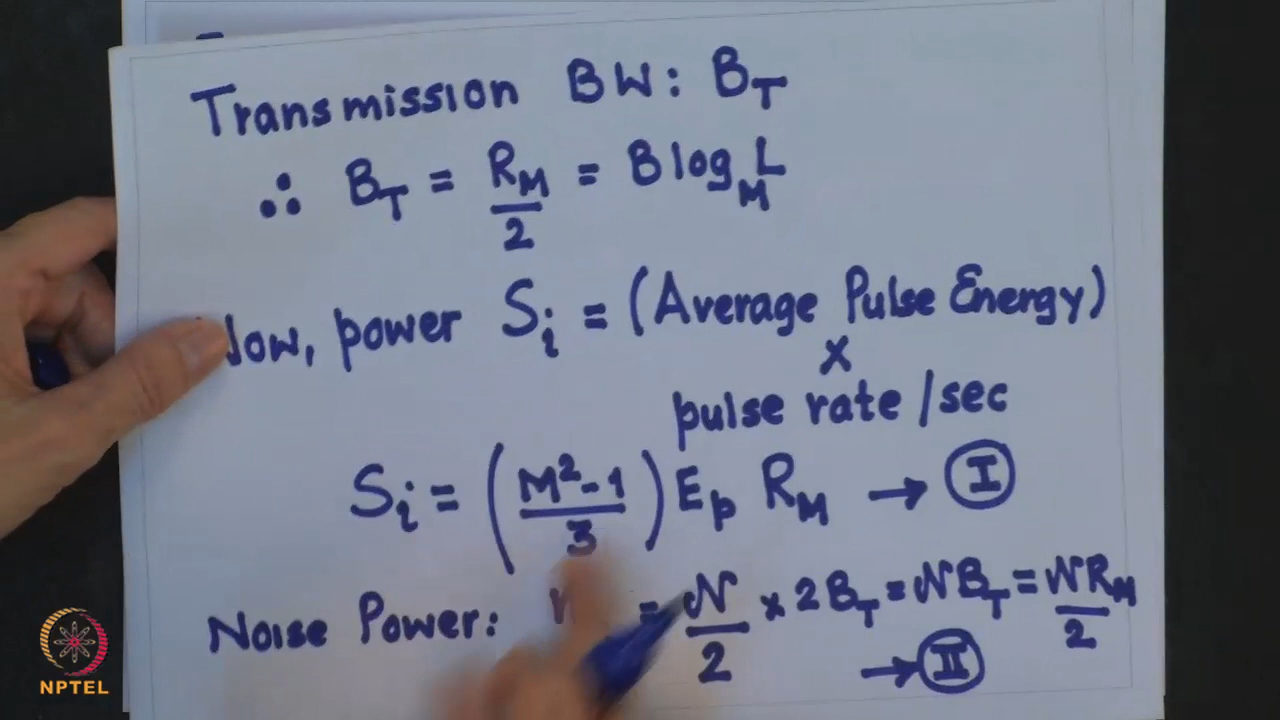 Transmission BW: B_T
∴ B_T = R_M/2 = B log_M L
Now, power S_i = (Average Pulse Energy)
x
pulse rate /sec
S_i = ((M² - 1)/3) E_p R_M → Ⓘ
Noise Power: = 𝒩/2 x 2B_T = 𝒩B_T = 𝒩R_M/2
→ Ⅱ
NPTEL